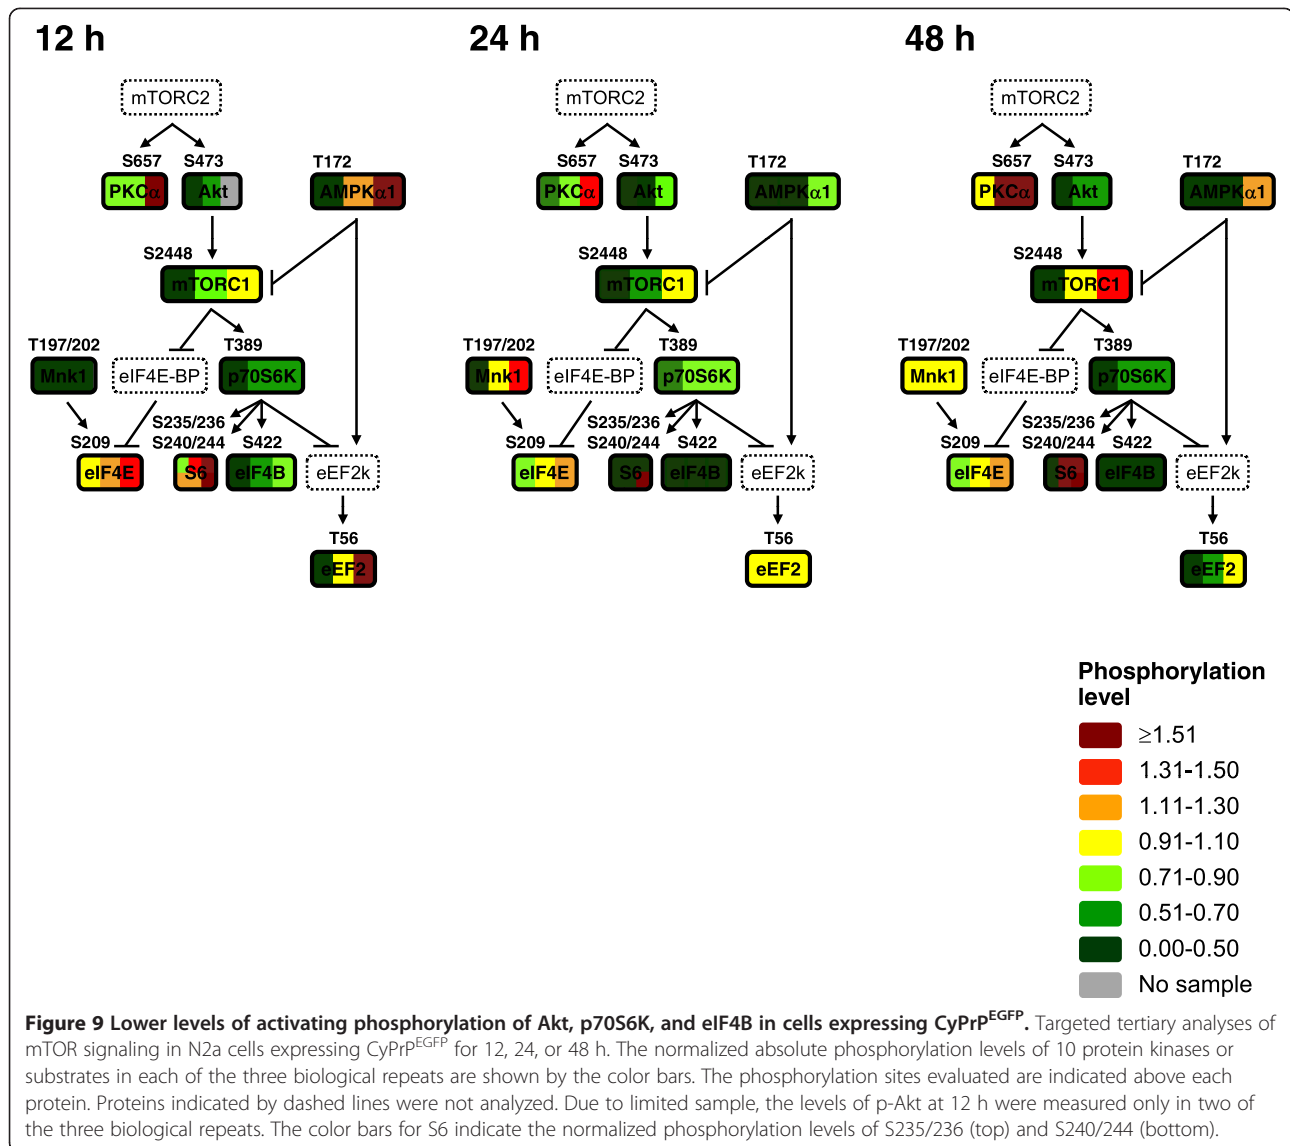 12 h
24 h
48 h
mTORC2
S657
S473
T172
PKCα
Akt
AMPKα1
S2448
mTORC1
T197/202
T389
Mnk1
eIF4E-BP
p70S6K
S235/236
S209
S240/244
S422
eIF4E
S6
eIF4B
eEF2k
T56
eEF2
mTORC2
S657
S473
T172
PKCα
Akt
AMPKα1
S2448
mTORC1
T197/202
T389
Mnk1
eIF4E-BP
p70S6K
S235/236
S209
S240/244
S422
eIF4E
S6
eIF4B
eEF2k
T56
eEF2
mTORC2
S657
S473
T172
PKCα
Akt
AMPKα1
S2448
mTORC1
T197/202
T389
Mnk1
eIF4E-BP
p70S6K
S235/236
S209
S240/244
S422
eIF4E
S6
eIF4B
eEF2k
T56
eEF2
Phosphorylation
level
≥1.51
1.31-1.50
1.11-1.30
0.91-1.10
0.71-0.90
0.51-0.70
0.00-0.50
No sample
Figure 9 Lower levels of activating phosphorylation of Akt, p70S6K, and eIF4B in cells expressing CyPrPEGFP. Targeted tertiary analyses of
mTOR signaling in N2a cells expressing CyPrPEGFP for 12, 24, or 48 h. The normalized absolute phosphorylation levels of 10 protein kinases or
substrates in each of the three biological repeats are shown by the color bars. The phosphorylation sites evaluated are indicated above each
protein. Proteins indicated by dashed lines were not analyzed. Due to limited sample, the levels of p-Akt at 12 h were measured only in two of
the three biological repeats. The color bars for S6 indicate the normalized phosphorylation levels of S235/236 (top) and S240/244 (bottom).